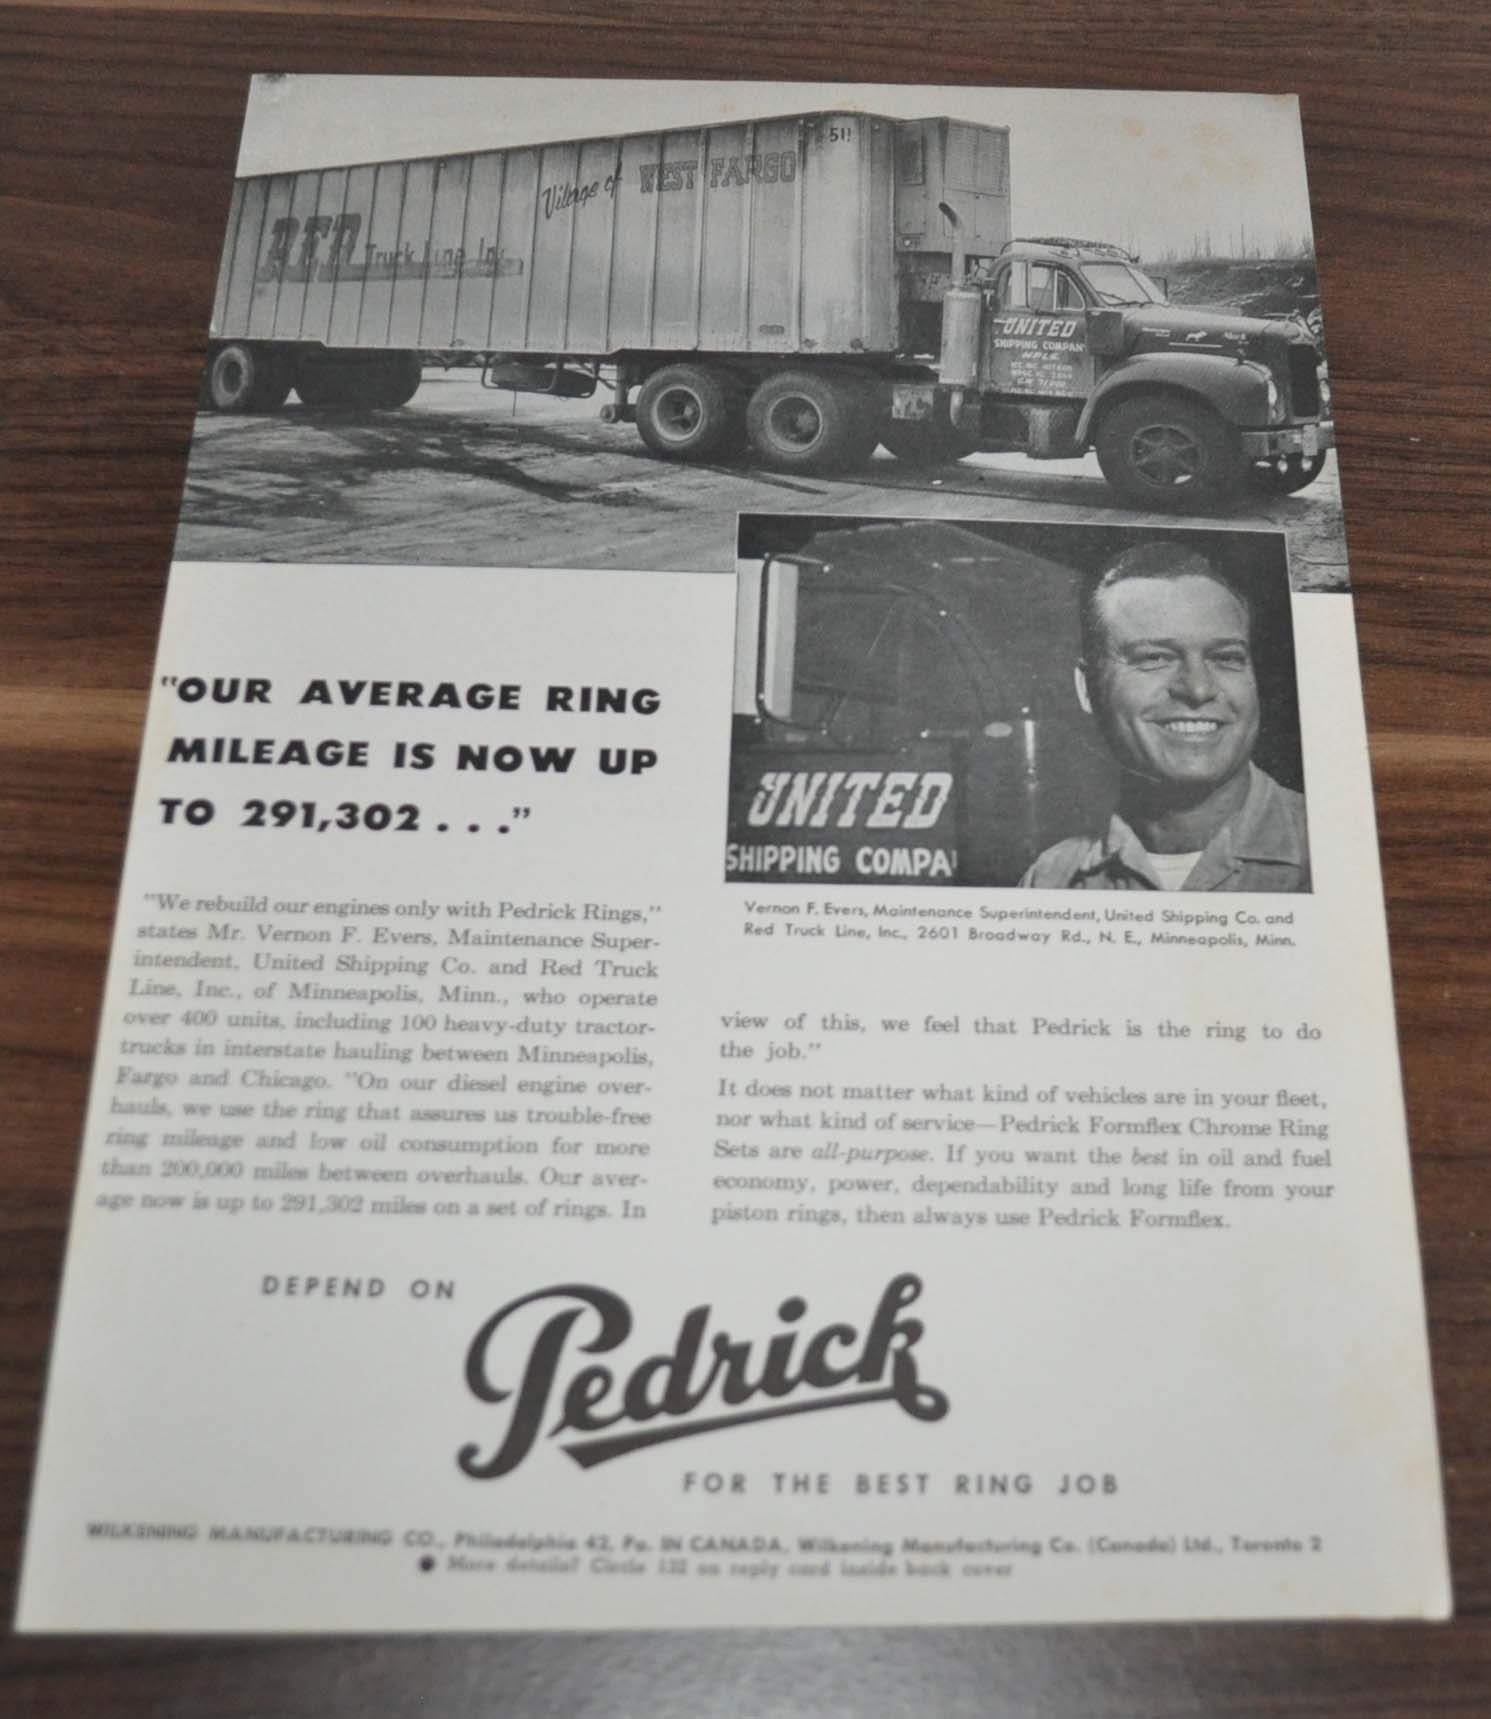 511
Village of WEST FARGO
RED Truck Line, Inc.
UNITED
SHIPPING COMPAN
Mack
UNITED
SHIPPING COMPA
"OUR AVERAGE RING
MILEAGE IS NOW UP
TO 291,302 . . ."
Vernon F. Evers, Maintenance Superintendent, United Shipping Co. and
Red Truck Line, Inc., 2601 Broadway Rd., N. E., Minneapolis, Minn.
"We rebuild our engines only with Pedrick Rings,"
states Mr. Vernon F. Evers, Maintenance Super-
intendent, United Shipping Co. and Red Truck
Line, Inc., of Minneapolis, Minn., who operate
over 400 units, including 100 heavy-duty tractor-
trucks in interstate hauling between Minneapolis,
Fargo and Chicago. "On our diesel engine over-
hauls, we use the ring that assures us trouble-free
ring mileage and low oil consumption for more
than 200,000 miles between overhauls. Our aver-
age now is up to 291,302 miles on a set of rings. In
view of this, we feel that Pedrick is the ring to do
the job."
It does not matter what kind of vehicles are in your fleet,
nor what kind of service—Pedrick Formflex Chrome Ring
Sets are all-purpose. If you want the best in oil and fuel
economy, power, dependability and long life from your
piston rings, then always use Pedrick Formflex.
DEPEND ON
Pedrick
FOR THE BEST RING JOB
WILKENING MANUFACTURING CO., Philadelphia 42, Pa. IN CANADA, Wilkening Manufacturing Co. (Canada) Ltd., Toronto 2
● More details? Circle 132 on reply card inside back cover